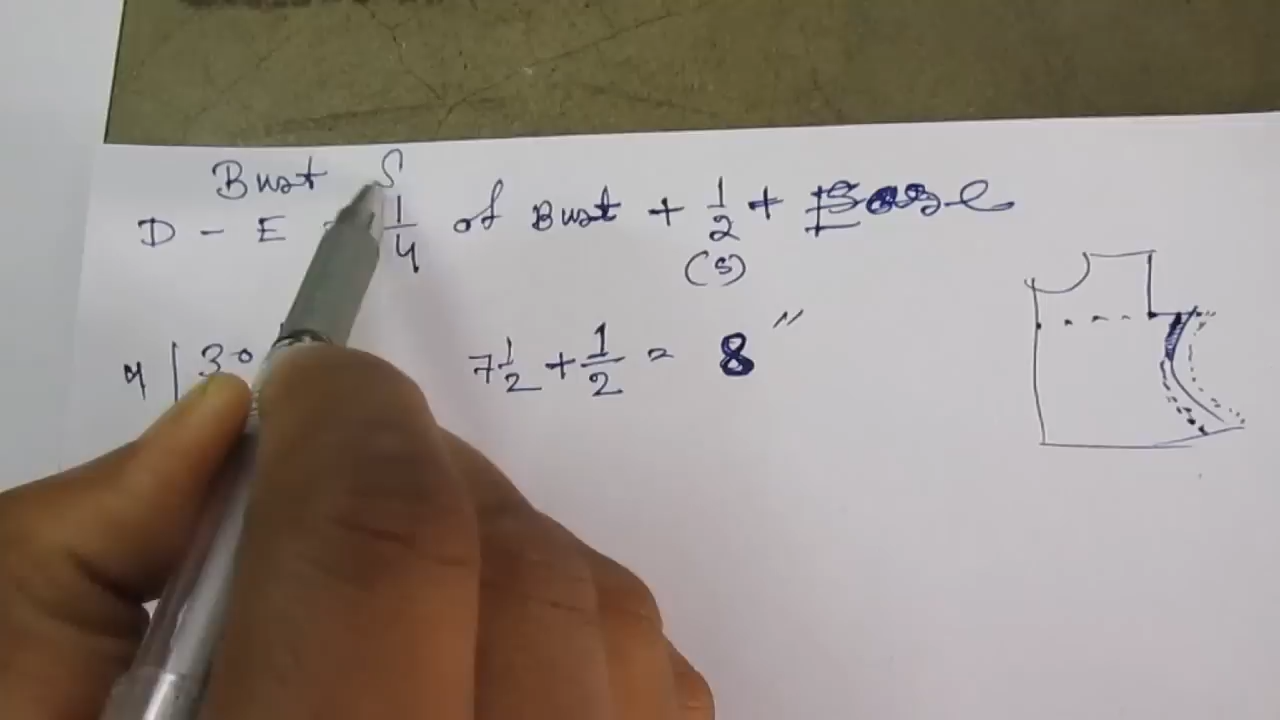 Bust S
D - E 1/4 of Bust + 1/2 + Ease
(S)
4 | 30 7 1/2 + 1/2 = 8"